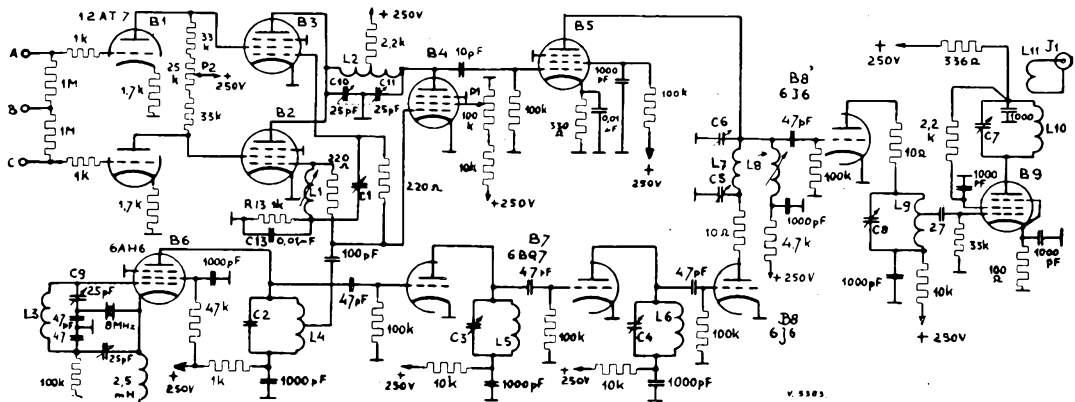 12AT7
B1
B3
B5
+ 250V
2,2k
L2
33k
25k
P2
+ 250V
33k
A
1k
1M
1,7k
B
1M
C
1k
1,7k
B2
C10
25pF
C11
25pF
B4
10pF
P1
100k
10k
+250V
100k
330Ω
0,01
1000pF
100k
+ 250V
220Ω
L1
C1
220Ω
R13 1k
C13
100pF
C6
L7
C5
10Ω
47pF
L8
100k
1000pF
4,7k
+ 250V
B8'
6J6
10Ω
C8
L9
1000pF
10k
+ 250V
27
33k
+ 250V
336Ω
2,2k
1000pF
1000
C7
L10
L11
J1
B9
100Ω
1000pF
6AH6
B6
1000pF
47k
C9
25pF
L3
47pF
47
8MHz
25pF
100k
2,5mH
+ 250V
1k
C2
L4
1000pF
47pF
100k
B7
6BQ7
47pF
C3
L5
+ 250V
10k
1000pF
100k
L6
C4
+ 250V
10k
1000pF
47pF
100k
B8
6J6
V. 5383